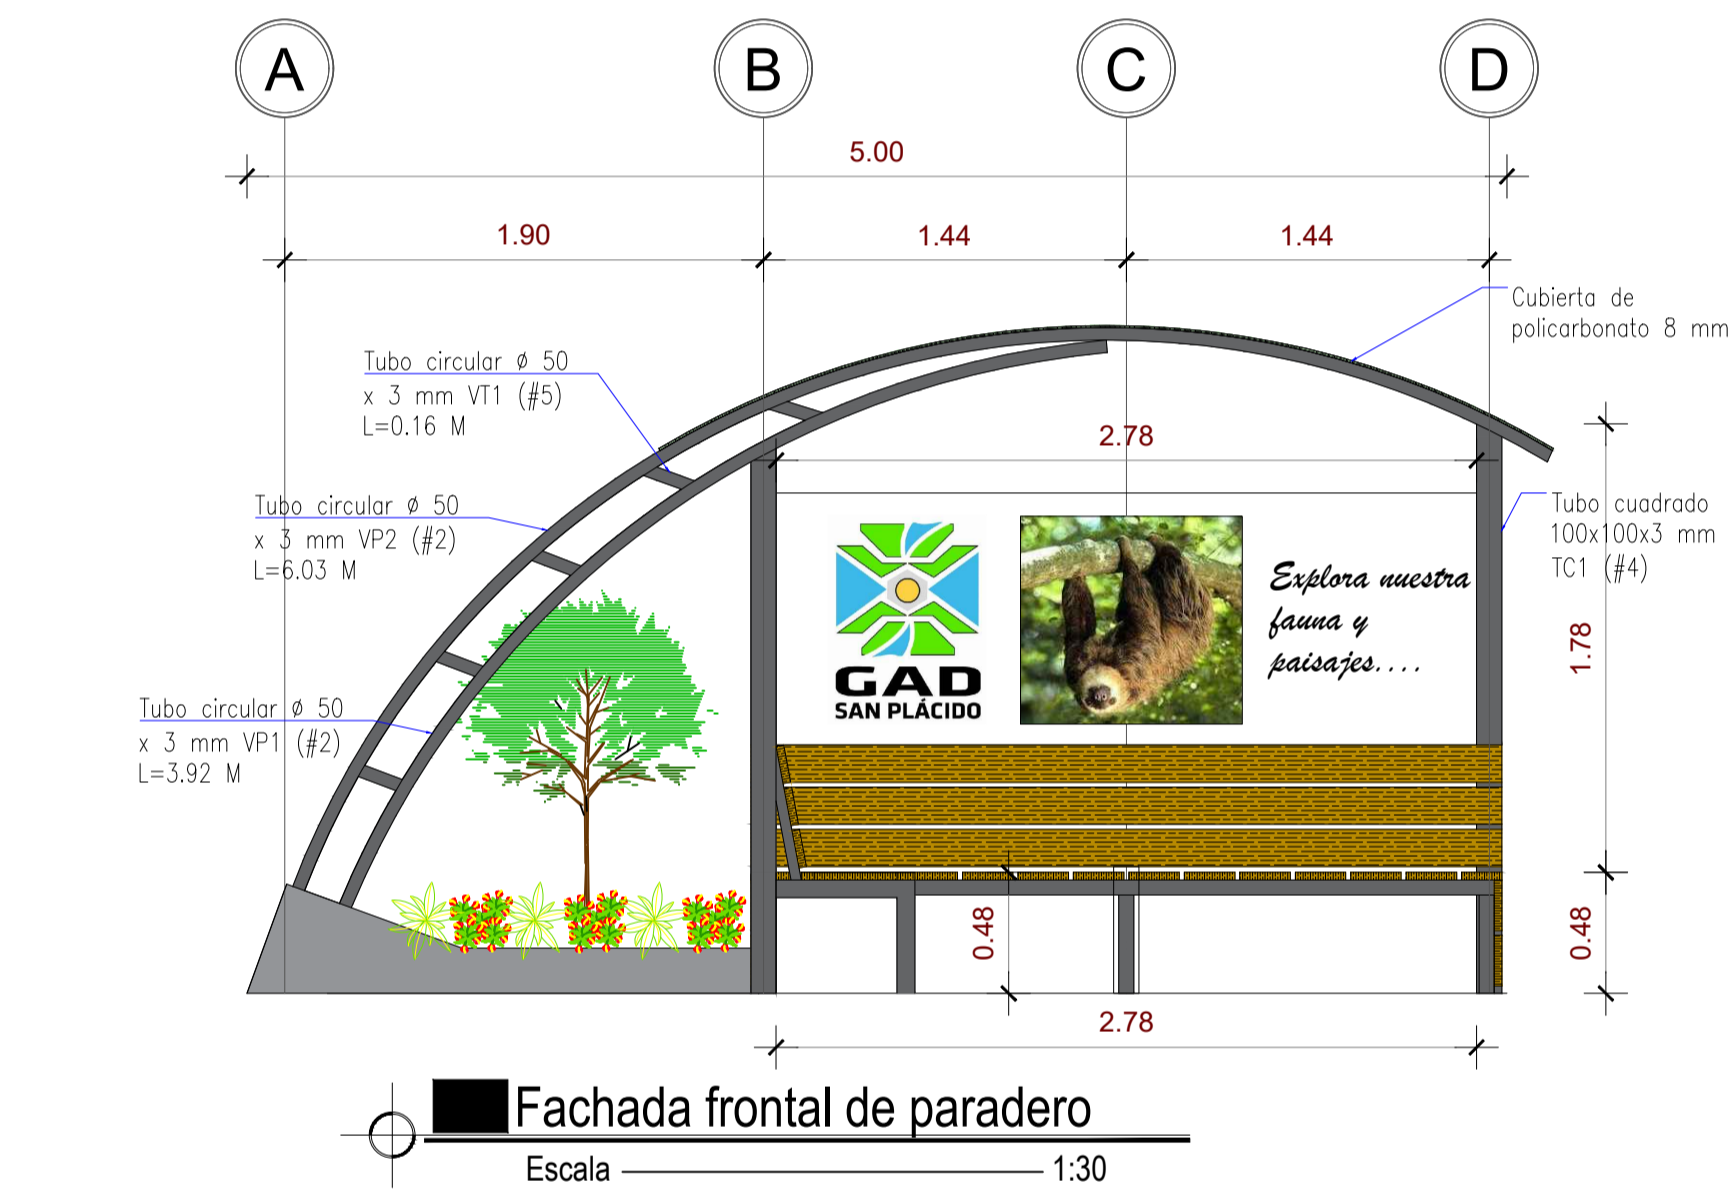 A B C D
5.00
1.90 1.44 1.44
Cubierta de
policarbonato 8 mm
Tubo circular ø 50
x 3 mm VT1 (#5)
L=0.16 M
2.78
Tubo circular ø 50
x 3 mm VP2 (#2)
L=6.03 M
Tubo cuadrado
100x100x3 mm
TC1 (#4)
Explora nuestra
fauna y
paisajes....
GAD
SAN PLÁCIDO
1.78
Tubo circular ø 50
x 3 mm VP1 (#2)
L=3.92 M
0.48
0.48
2.78
Fachada frontal de paradero
Escala 1:30